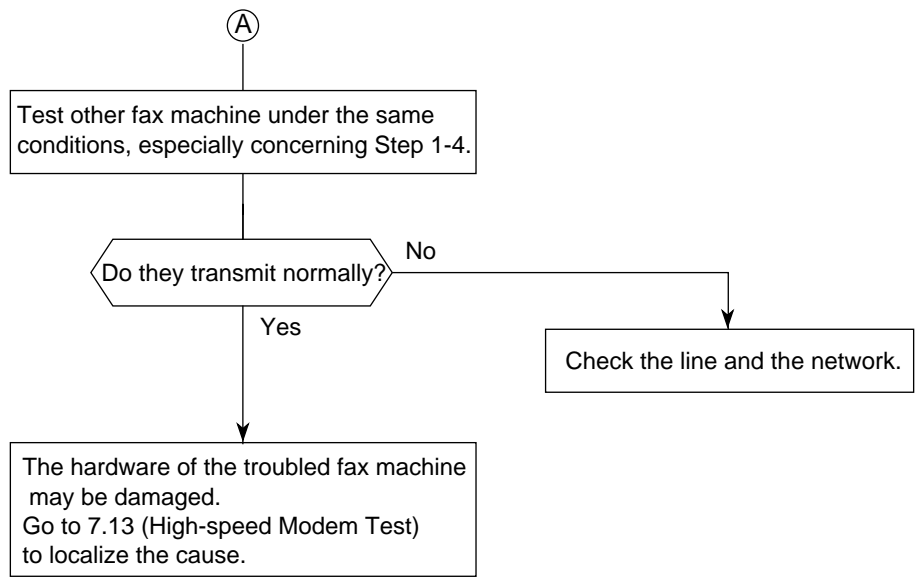 A
Test other fax machine under the same
conditions, especially concerning Step 1-4.
Do they transmit normally?
No
Yes
Check the line and the network.
The hardware of the troubled fax machine
may be damaged.
Go to 7.13 (High-speed Modem Test)
to localize the cause.